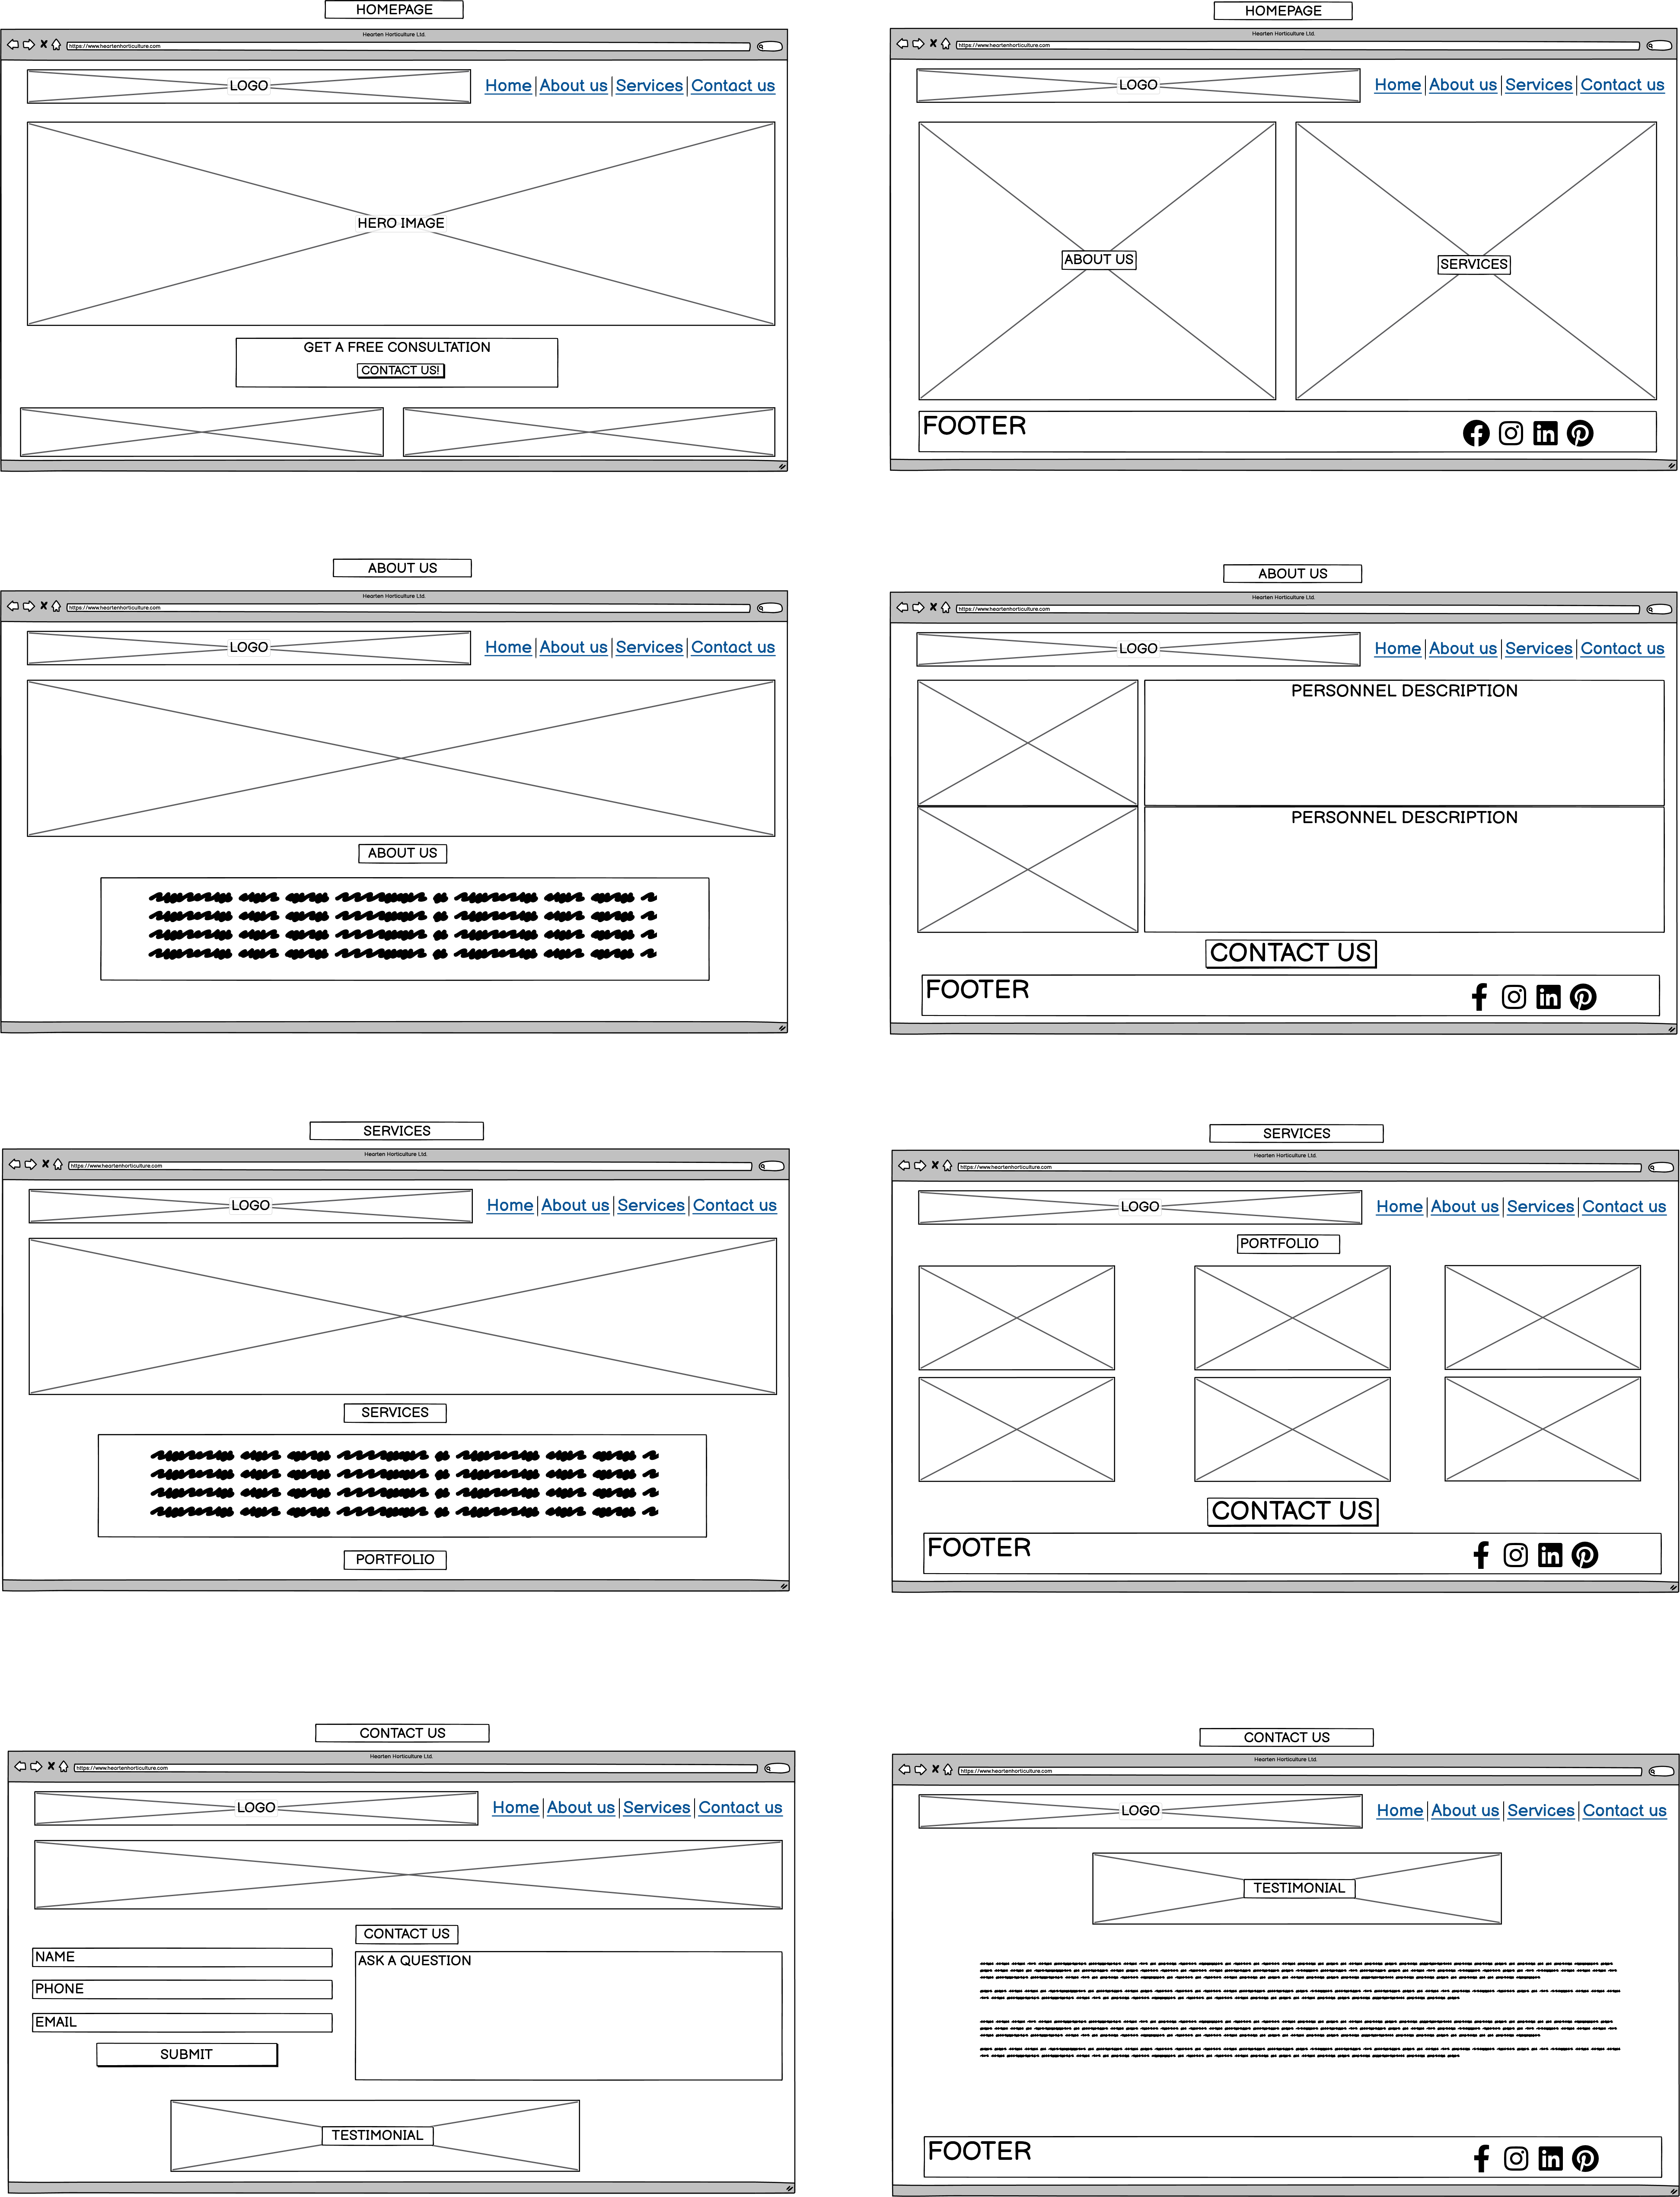 HOMEPAGE
Hearten Horticulture Ltd.
https://www.heartenhorticulture.com
LOGO
Home About us Services Contact us
HERO IMAGE
GET A FREE CONSULTATION
CONTACT US!
HOMEPAGE
Hearten Horticulture Ltd.
https://www.heartenhorticulture.com
LOGO
Home About us Services Contact us
ABOUT US
SERVICES
FOOTER
ABOUT US
Hearten Horticulture Ltd.
https://www.heartenhorticulture.com
LOGO
Home About us Services Contact us
ABOUT US
ABOUT US
Hearten Horticulture Ltd.
https://www.heartenhorticulture.com
LOGO
Home About us Services Contact us
PERSONNEL DESCRIPTION
PERSONNEL DESCRIPTION
CONTACT US
FOOTER
SERVICES
Hearten Horticulture Ltd.
https://www.heartenhorticulture.com
LOGO
Home About us Services Contact us
SERVICES
PORTFOLIO
SERVICES
Hearten Horticulture Ltd.
https://www.heartenhorticulture.com
LOGO
Home About us Services Contact us
PORTFOLIO
CONTACT US
FOOTER
CONTACT US
Hearten Horticulture Ltd.
https://www.heartenhorticulture.com
LOGO
Home About us Services Contact us
CONTACT US
NAME
ASK A QUESTION
PHONE
EMAIL
SUBMIT
TESTIMONIAL
CONTACT US
Hearten Horticulture Ltd.
https://www.heartenhorticulture.com
LOGO
Home About us Services Contact us
TESTIMONIAL
FOOTER